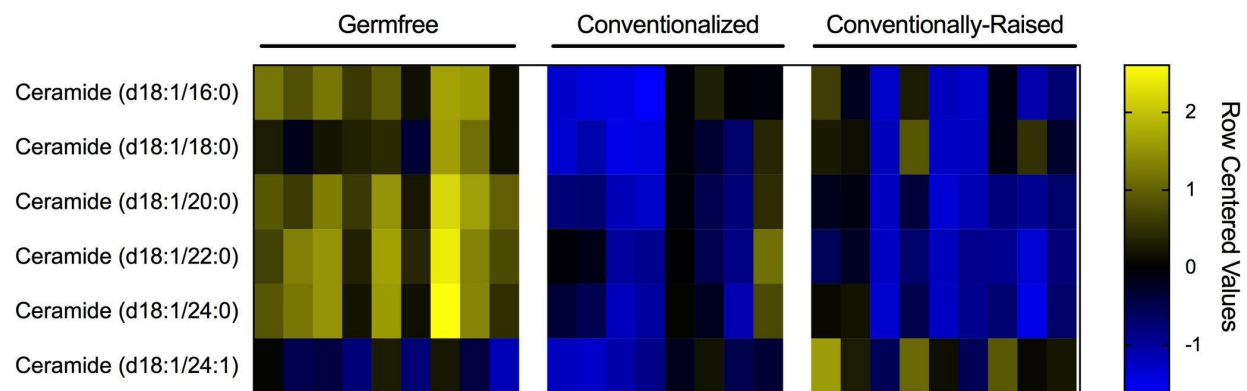 Germfree Conventionalized Conventionally-Raised
Ceramide (d18:1/16:0)
Ceramide (d18:1/18:0)
Ceramide (d18:1/20:0)
Ceramide (d18:1/22:0)
Ceramide (d18:1/24:0)
Ceramide (d18:1/24:1)
2
1
0
-1
Row Centered Values